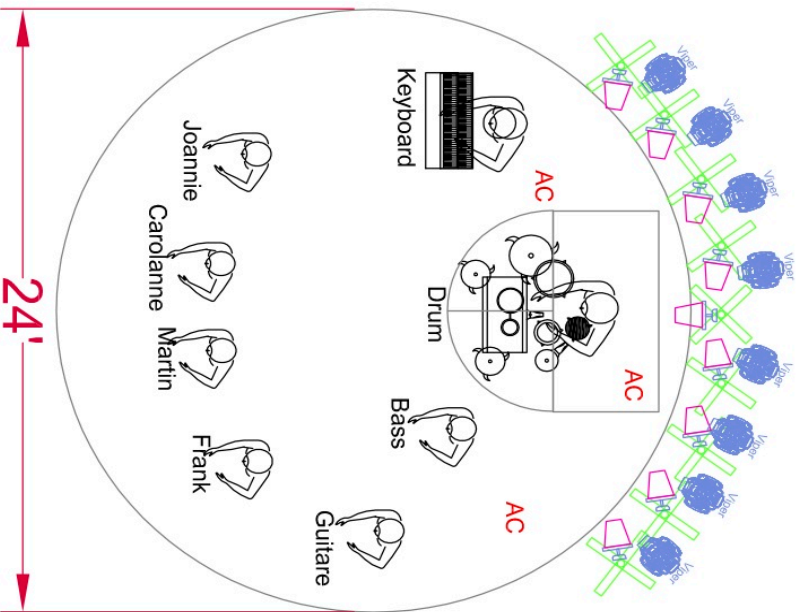 Viper
Viper
Viper
Viper
Viper
Viper
Viper
Viper
AC
AC
AC
Keyboard
Drum
Bass
Guitare
Joannie
Carolanne
Martin
Frank
24'